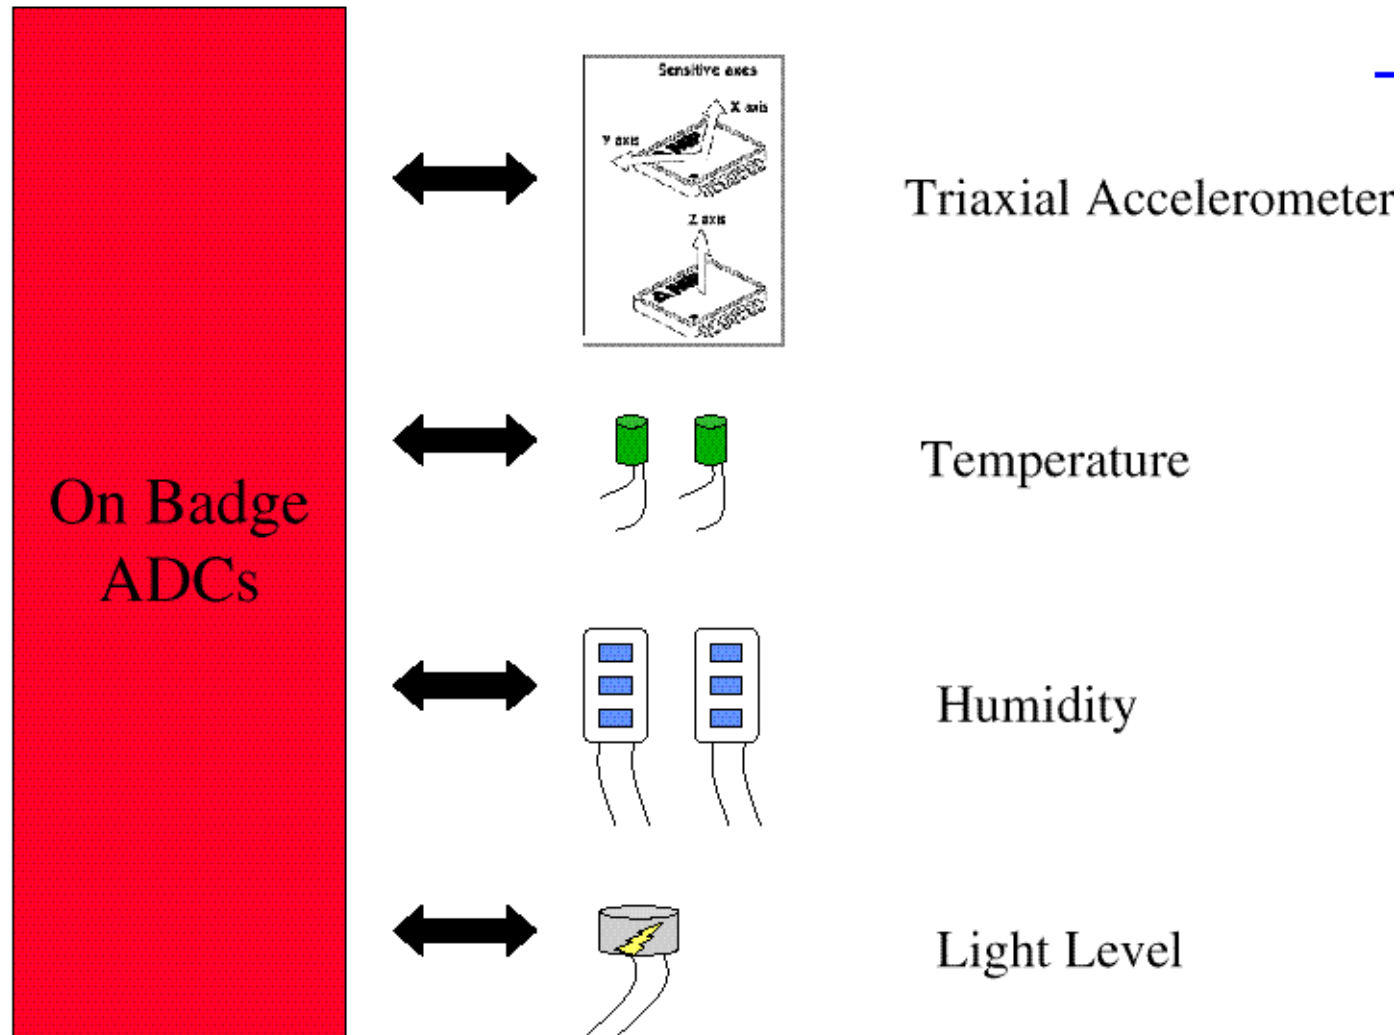 Sensitive axes
X axis
Y axis
Triaxial Accelerometer
Z axis
Temperature
On Badge
ADCs
Humidity
Light Level